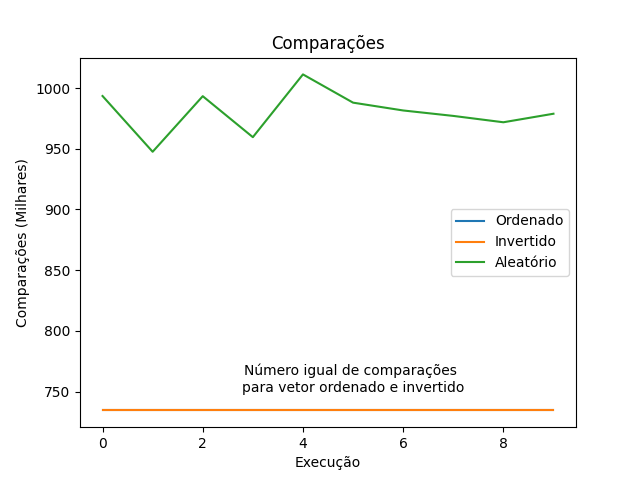 Comparações
1000
950
900
850
800
750
Comparações (Milhares)
Ordenado
Invertido
Aleatório
Número igual de comparações
para vetor ordenado e invertido
0
2
4
6
8
Execução